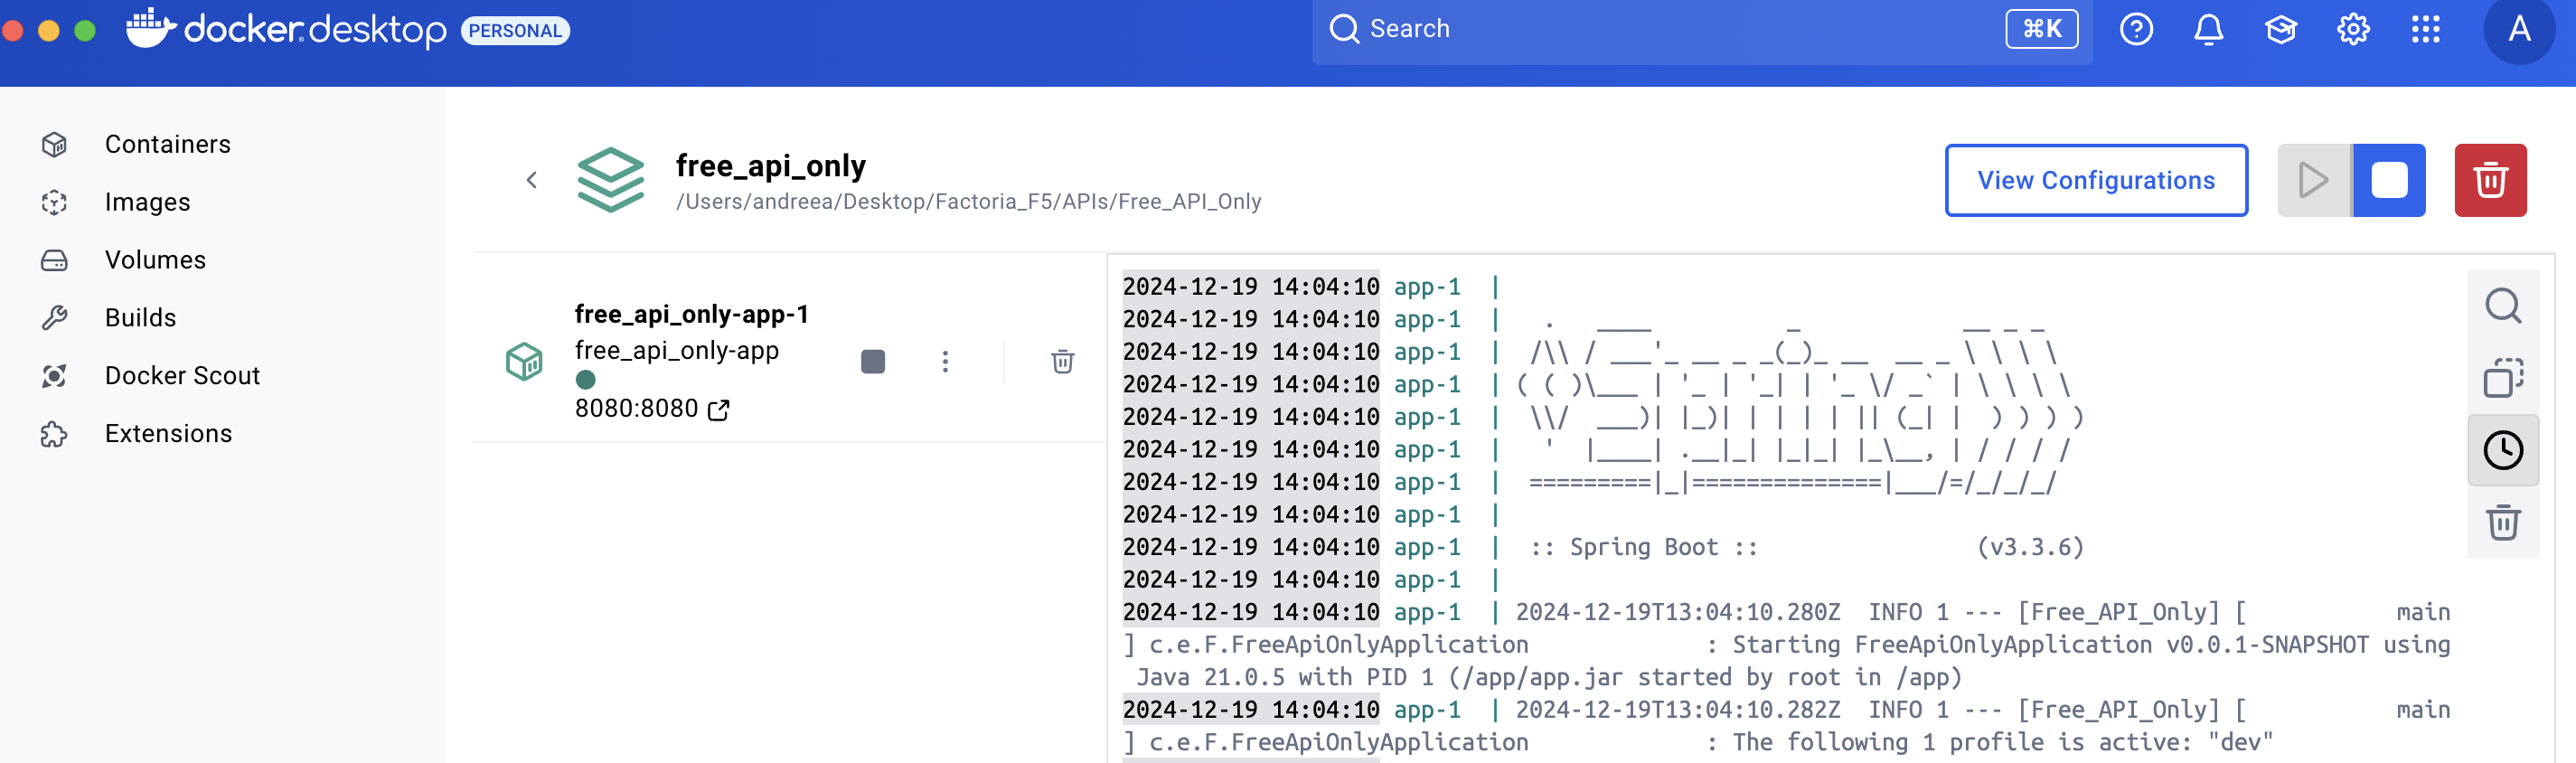 docker desktop PERSONAL
Search
⌘K
A
Containers
Images
Volumes
Builds
Docker Scout
Extensions
free_api_only
/Users/andreea/Desktop/Factoria_F5/APIs/Free_API_Only
View Configurations
free_api_only-app-1
free_api_only-app
8080:8080
2024-12-19 14:04:10 app-1  |
2024-12-19 14:04:10 app-1  |   .   ____          _            __ _ _
2024-12-19 14:04:10 app-1  |  /\\ / ___'_ __ _ _(_)_ __  __ _ \ \ \ \
2024-12-19 14:04:10 app-1  | ( ( )\___ | '_ | '_| | '_ \/ _` | \ \ \ \
2024-12-19 14:04:10 app-1  |  \\/  ___)| |_)| | | | | || (_| |  ) ) ) )
2024-12-19 14:04:10 app-1  |   '  |____| .__|_| |_|_| |_\__, | / / / /
2024-12-19 14:04:10 app-1  |  =========|_|==============|___/=/_/_/_/
2024-12-19 14:04:10 app-1  |
2024-12-19 14:04:10 app-1  |  :: Spring Boot ::                (v3.3.6)
2024-12-19 14:04:10 app-1  |
2024-12-19 14:04:10 app-1  | 2024-12-19T13:04:10.280Z  INFO 1 --- [Free_API_Only] [           main
] c.e.F.FreeApiOnlyApplication             : Starting FreeApiOnlyApplication v0.0.1-SNAPSHOT using
 Java 21.0.5 with PID 1 (/app/app.jar started by root in /app)
2024-12-19 14:04:10 app-1  | 2024-12-19T13:04:10.282Z  INFO 1 --- [Free_API_Only] [           main
] c.e.F.FreeApiOnlyApplication             : The following 1 profile is active: "dev"